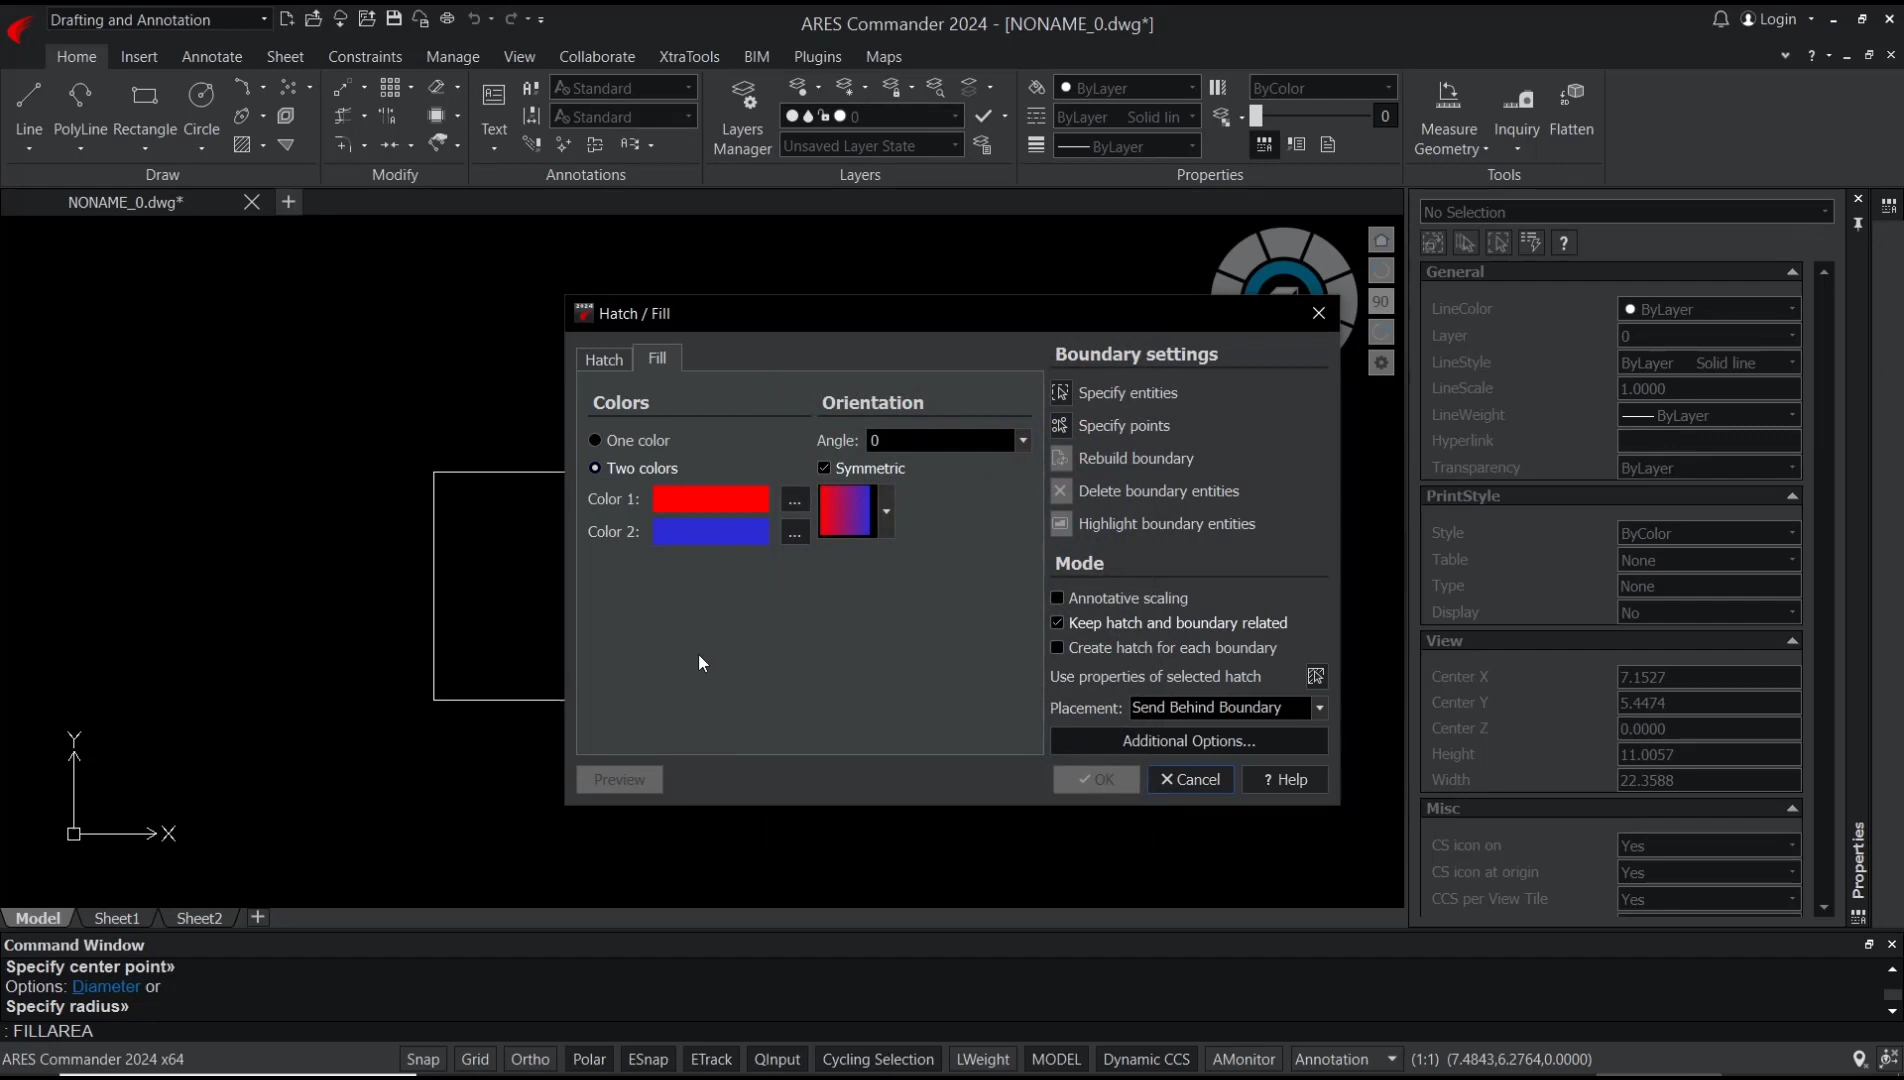 Drafting and Annotation
ARES Commander 2024 - [NONAME_0.dwg*]
Login
Home Insert Annotate Sheet Constraints Manage View Collaborate XtraTools BIM Plugins Maps
Line PolyLine Rectangle Circle
Draw
Modify
Text
Standard
Standard
Annotations
Layers
Manager
0
Unsaved Layer State
Layers
ByLayer
ByLayer Solid lin
ByLayer
ByColor
0
Properties
Measure
Geometry
Inquiry
Flatten
Tools
NONAME_0.dwg*
90
Hatch / Fill
Hatch Fill
Colors
One color
Two colors
Color 1: ...
Color 2: ...
Orientation
Angle: 0
Symmetric
Preview
Boundary settings
Specify entities
Specify points
Rebuild boundary
Delete boundary entities
Highlight boundary entities
Mode
Annotative scaling
Keep hatch and boundary related
Create hatch for each boundary
Use properties of selected hatch
Placement: Send Behind Boundary
Additional Options...
OK Cancel ? Help
No Selection
General
LineColor ByLayer
Layer 0
LineStyle ByLayer Solid line
LineScale 1.0000
LineWeight ByLayer
Hyperlink
Transparency ByLayer
PrintStyle
Style ByColor
Table None
Type None
Display No
View
Center X 7.1527
Center Y 5.4474
Center Z 0.0000
Height 11.0057
Width 22.3588
Misc
CS icon on Yes
CS icon at origin Yes
CCS per View Tile Yes
Properties
Y
X
Model Sheet1 Sheet2
Command Window
Specify center point»
Options: Diameter or
Specify radius»
: FILLAREA
ARES Commander 2024 x64
Snap Grid Ortho Polar ESnap ETrack QInput Cycling Selection LWeight MODEL Dynamic CCS AMonitor Annotation (1:1) (7.4843,6.2764,0.0000)